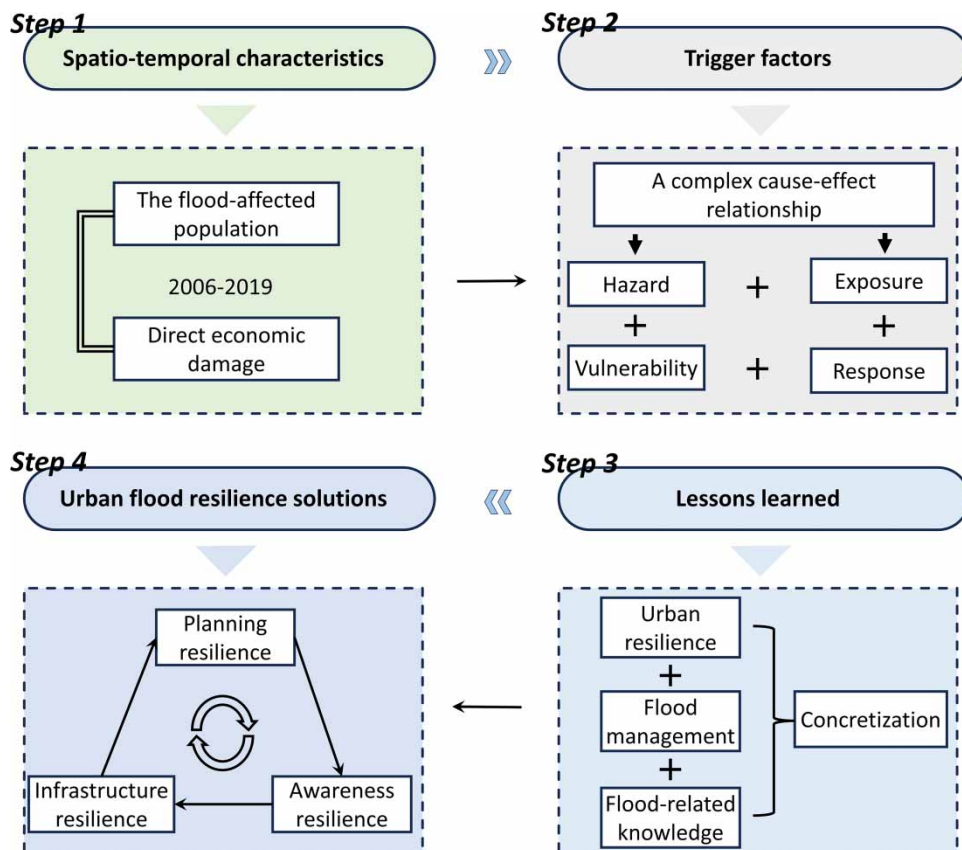 Step 1
Spatio-temporal characteristics
The flood-affected
population
2006-2019
Direct economic
damage
Step 2
Trigger factors
A complex cause-effect
relationship
Hazard
+
Exposure
+
+
Vulnerability
+
Response
Step 3
Lessons learned
Urban
resilience
+
Flood
management
+
Flood-related
knowledge
Concretization
Step 4
Urban flood resilience solutions
Planning
resilience
Infrastructure
resilience
Awareness
resilience